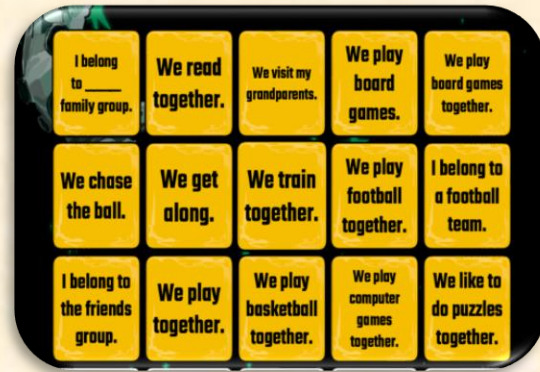 I belong
to _____
family group.
We read
together.
We visit my
grandparents.
We play
board
games.
We play
board games
together.
We chase
the ball.
We get
along.
We train
together.
We play
football
together.
I belong to
a football
team.
I belong to
the friends
group.
We play
together.
We play
basketball
together.
We play
computer
games
together.
We like to
do puzzles
together.